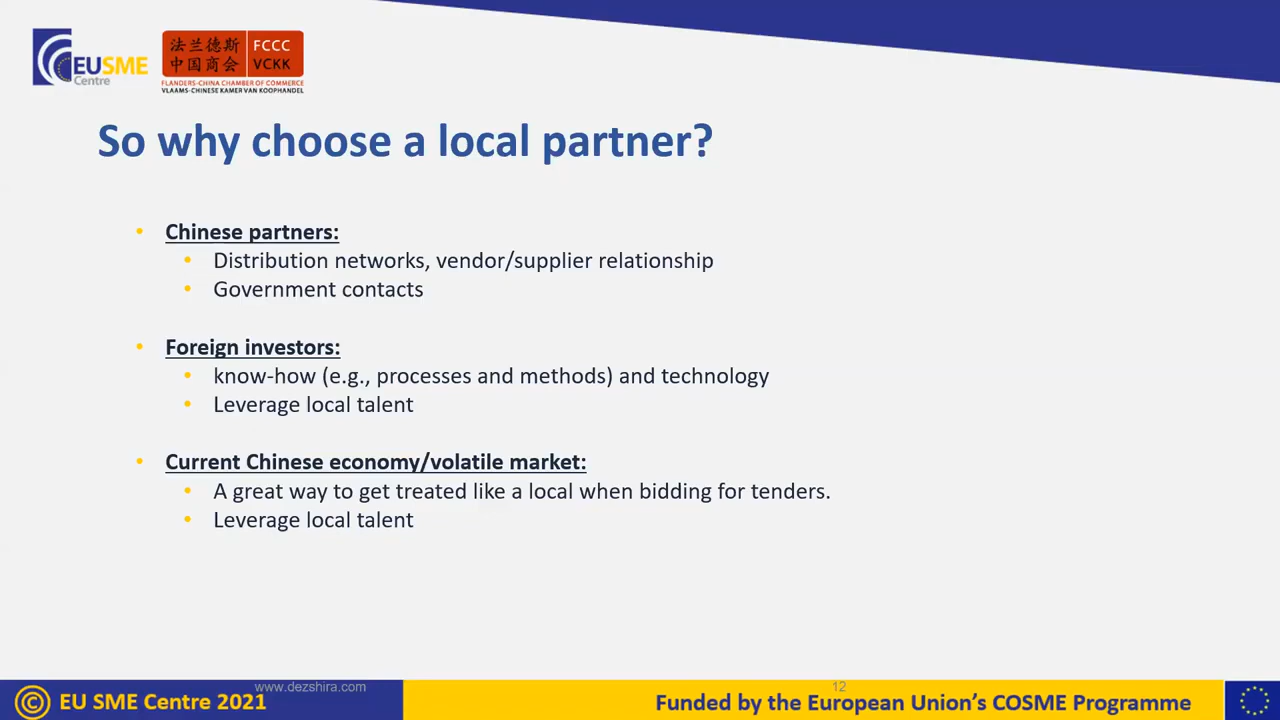 EUSME
Centre
法兰德斯
中国商会
FCCC
VCKK
FLANDERS-CHINA CHAMBER OF COMMERCE
VLAAMS-CHINESE KAMER VAN KOOPHANDEL
So why choose a local partner?
• Chinese partners:
• Distribution networks, vendor/supplier relationship
• Government contacts
• Foreign investors:
• know-how (e.g., processes and methods) and technology
• Leverage local talent
• Current Chinese economy/volatile market:
• A great way to get treated like a local when bidding for tenders.
• Leverage local talent
www.dezshira.com
12
© EU SME Centre 2021
Funded by the European Union’s COSME Programme